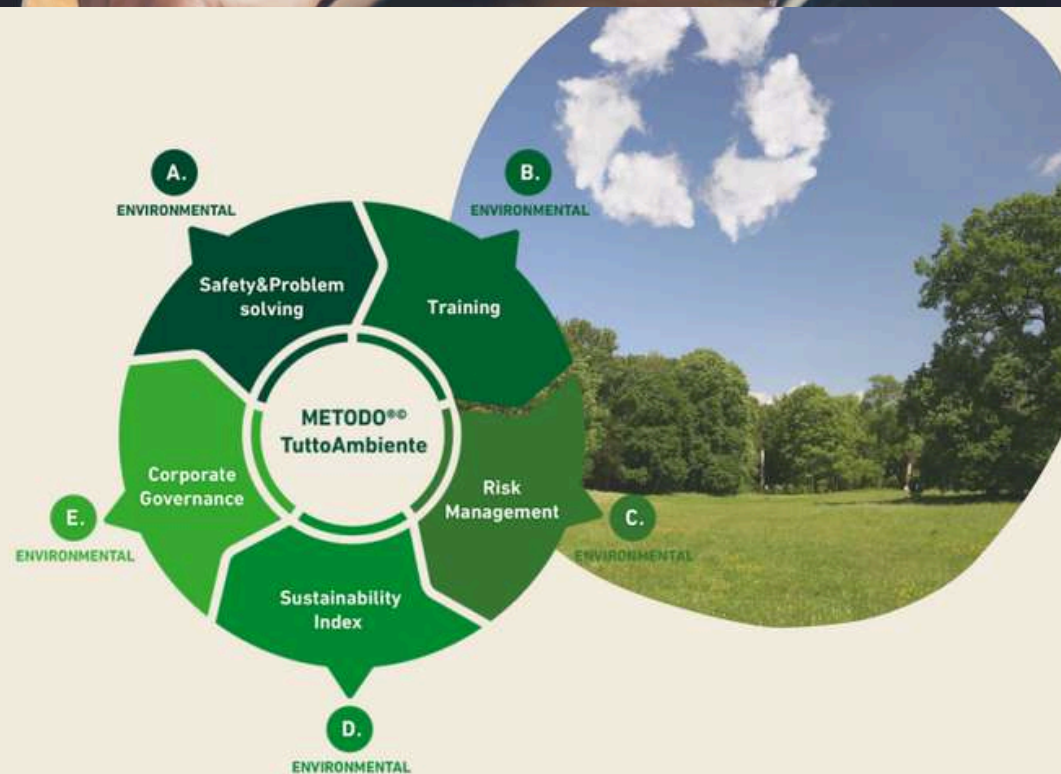 A.
ENVIRONMENTAL
Safety&Problem
solving
B.
ENVIRONMENTAL
Training
METODO®©
TuttoAmbiente
Risk
Management
C.
ENVIRONMENTAL
Sustainability
Index
D.
ENVIRONMENTAL
Corporate
Governance
E.
ENVIRONMENTAL